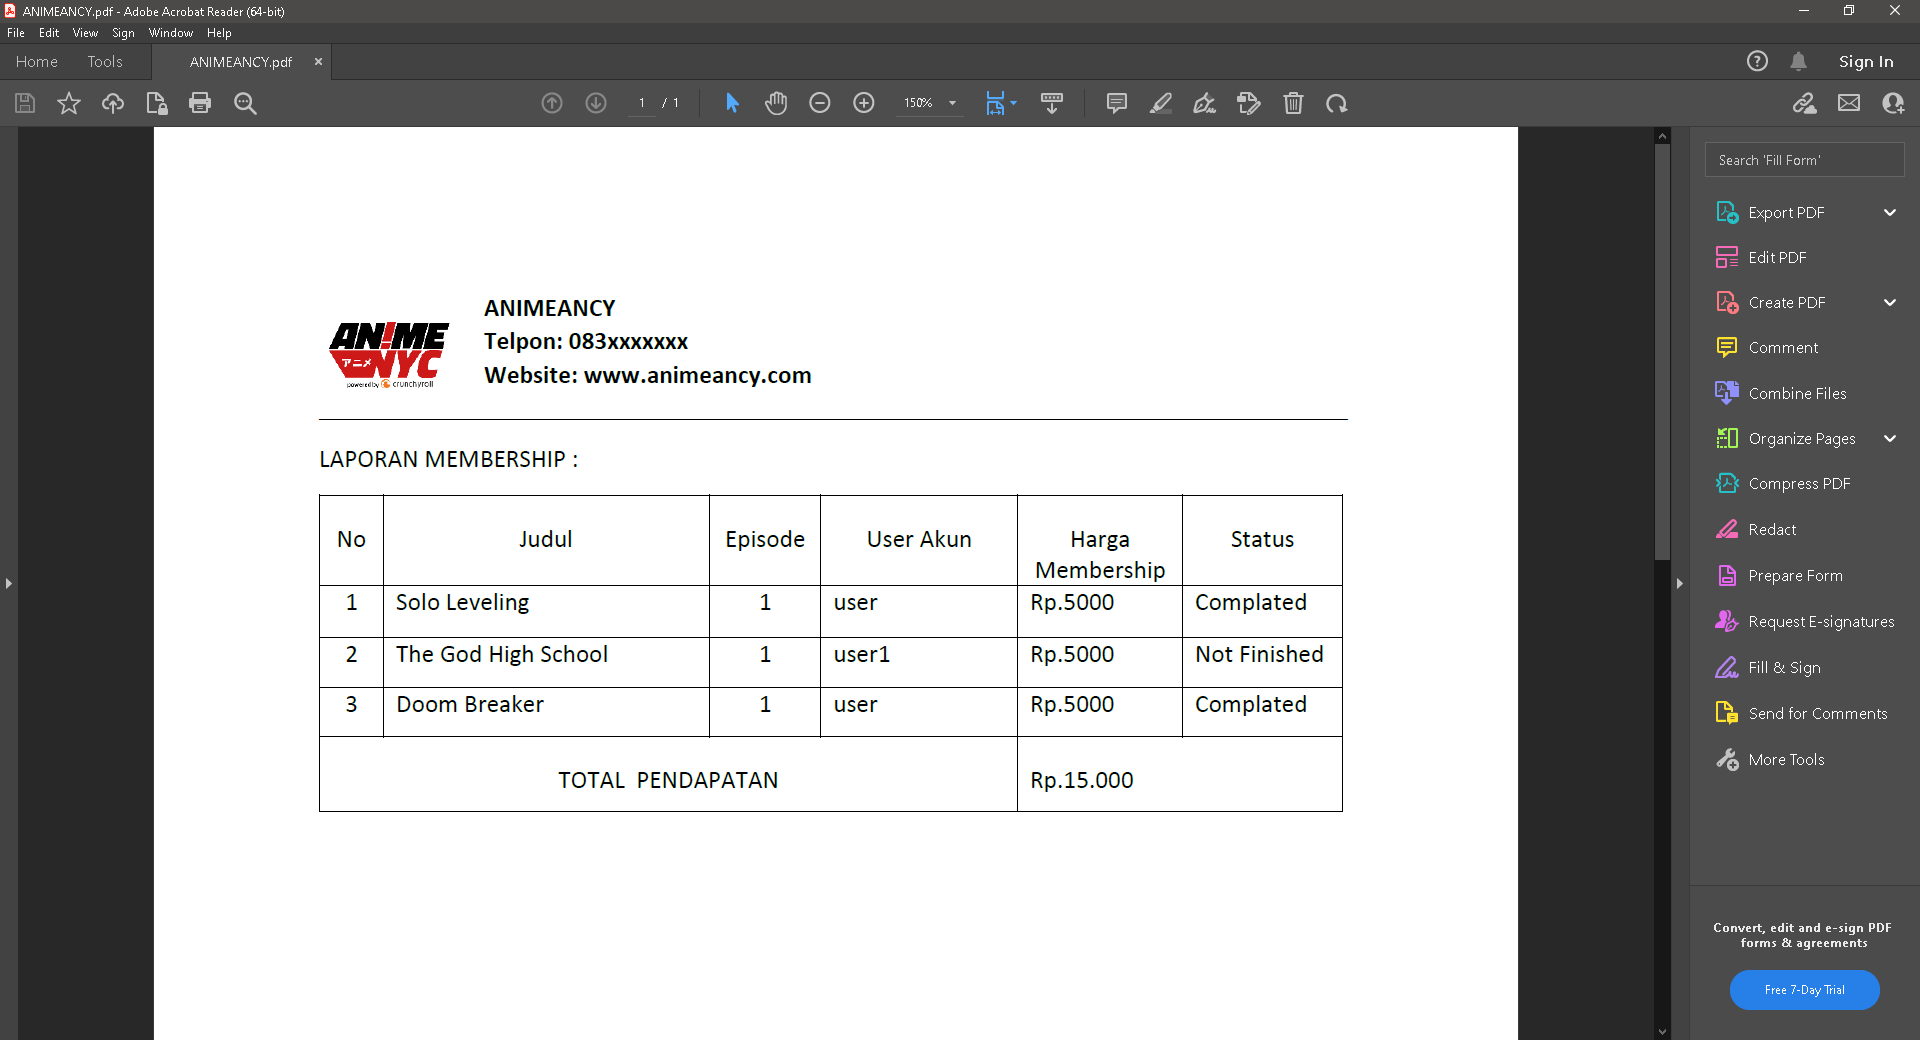 ANIMEANCY.pdf - Adobe Acrobat Reader (64-bit)
File Edit View Sign Window Help
Home Tools ANIMEANCY.pdf Sign In
1 / 1 150%
Search 'Fill Form'
Export PDF
Edit PDF
Create PDF
Comment
Combine Files
Organize Pages
Compress PDF
Redact
Prepare Form
Request E-signatures
Fill & Sign
Send for Comments
More Tools
Convert, edit and e-sign PDF
forms & agreements
Free 7-Day Trial
AN!ME
アニメ NYC
powered by crunchyroll
ANIMEANCY
Telpon: 083xxxxxxx
Website: www.animeancy.com
LAPORAN MEMBERSHIP :
No Judul Episode User Akun Harga Membership Status
1 Solo Leveling 1 user Rp.5000 Complated
2 The God High School 1 user1 Rp.5000 Not Finished
3 Doom Breaker 1 user Rp.5000 Complated
TOTAL PENDAPATAN Rp.15.000